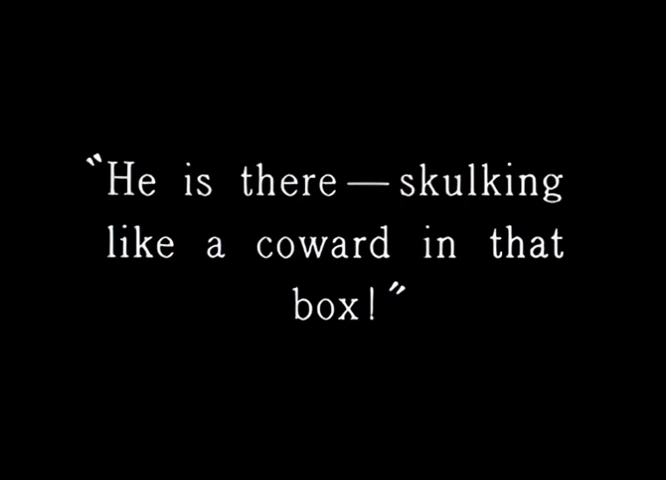 “He is there—skulking
like a coward in that
box!”